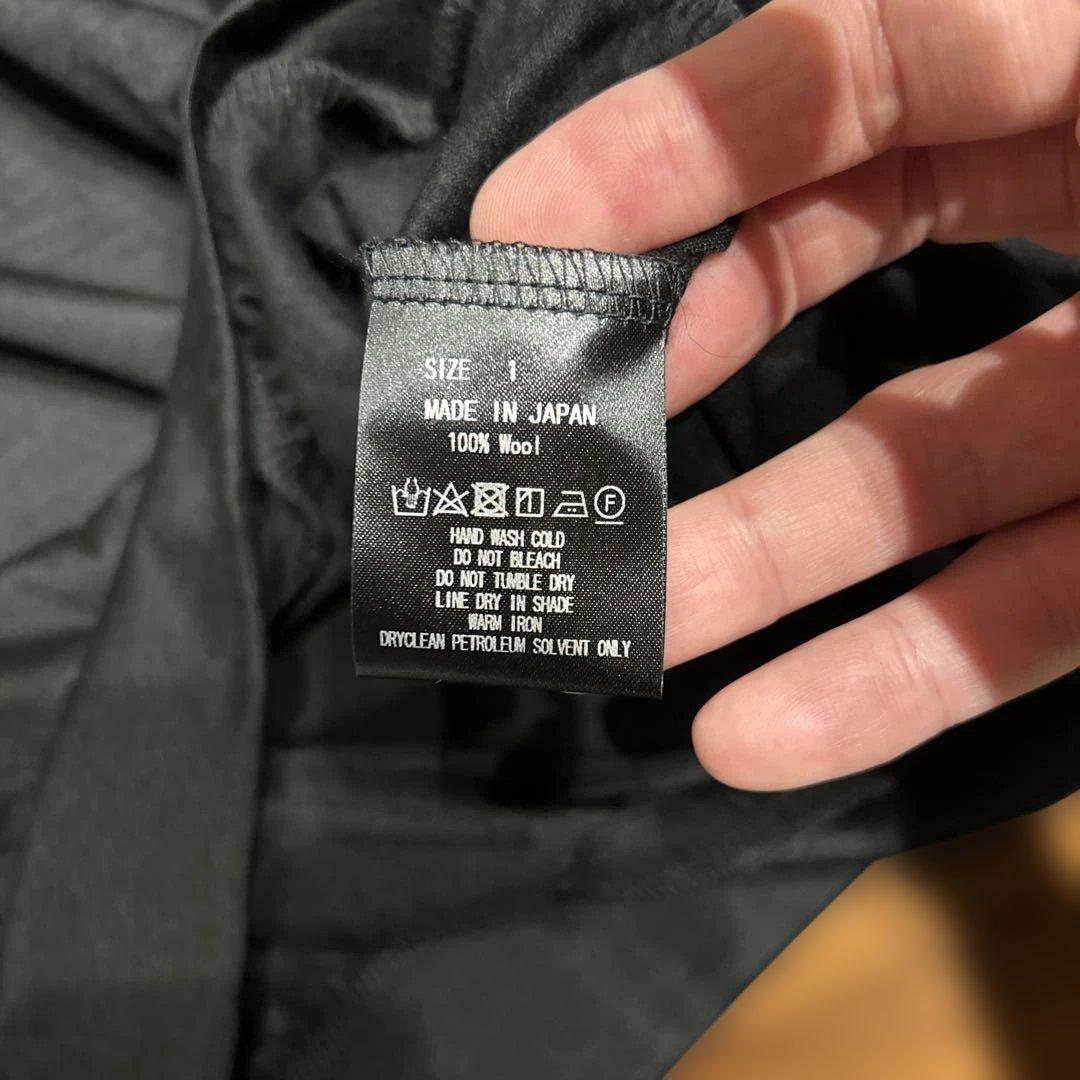 SIZE 1
MADE IN JAPAN
100% Wool
F
HAND WASH COLD
DO NOT BLEACH
DO NOT TUMBLE DRY
LINE DRY IN SHADE
WARM IRON
DRYCLEAN PETROLEUM SOLVENT ONLY